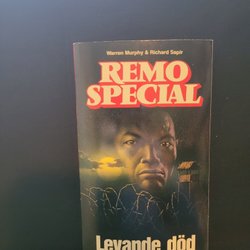 Warren Murphy & Richard Sapir
REMO
SPECIAL
Levande död